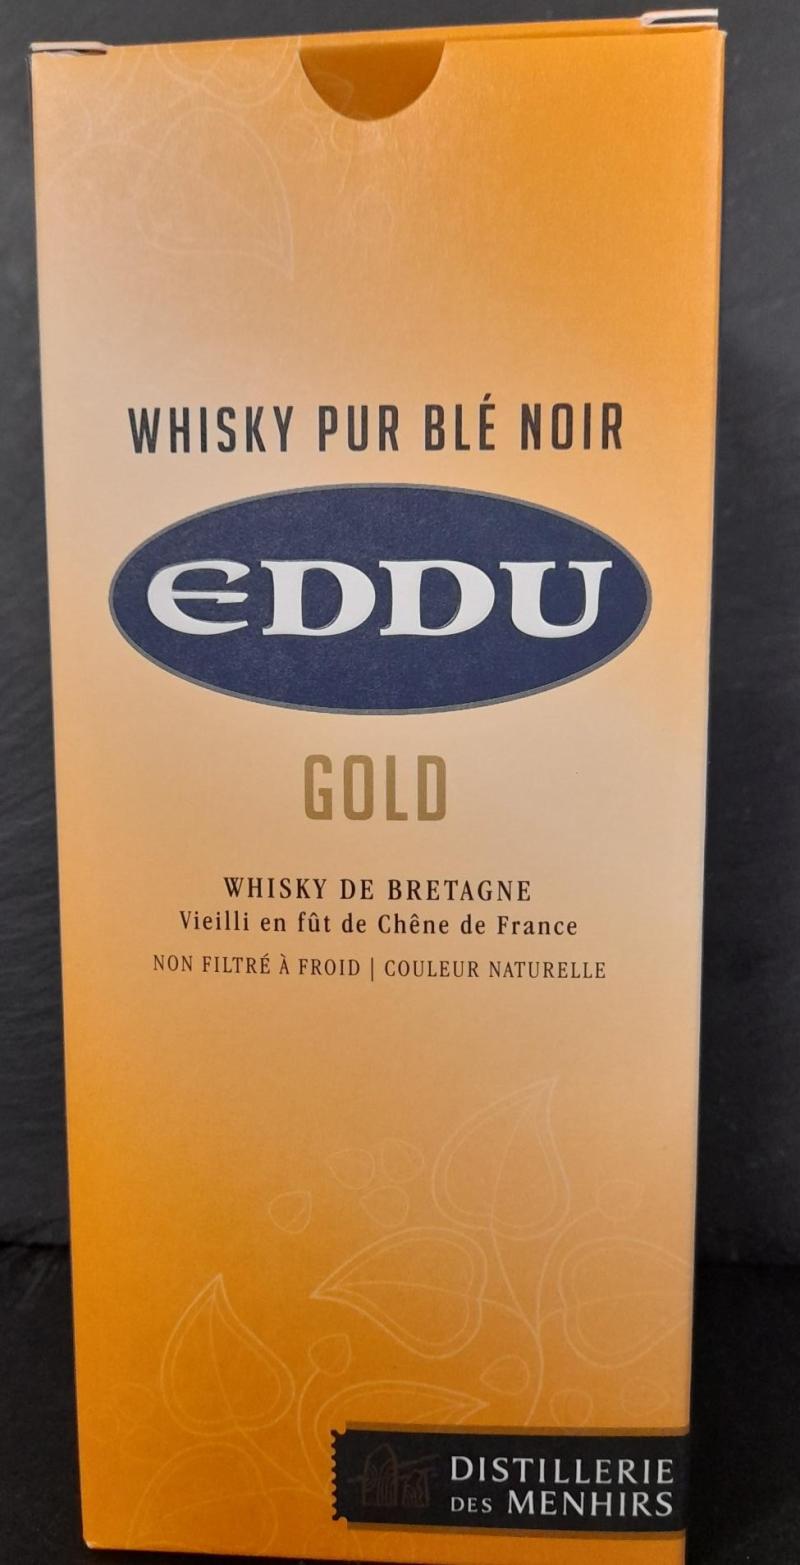 WHISKY PUR BLÉ NOIR
EDDU
GOLD
WHISKY DE BRETAGNE
Vieilli en fût de Chêne de France
NON FILTRÉ À FROID | COULEUR NATURELLE
DISTILLERIE
DES MENHIRS